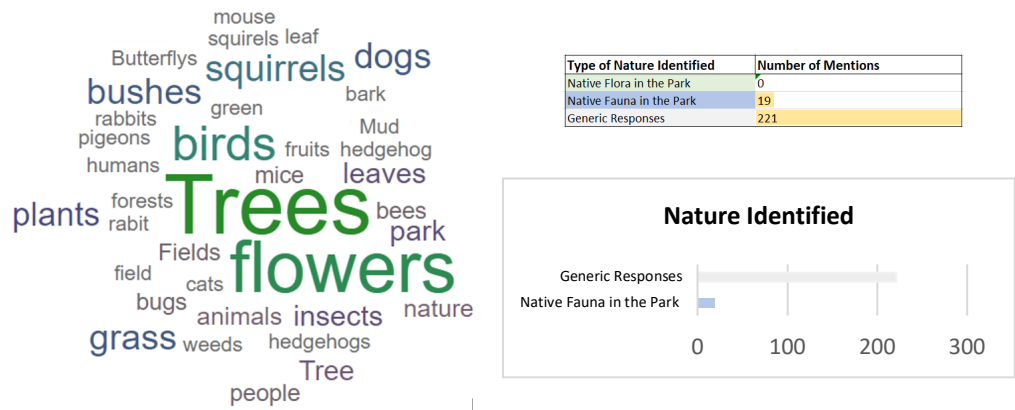 mouse
squirrels leaf
Butterflys squirrels dogs
bushes green bark
rabbits
pigeons birds fruits Mud hedgehog
humans mice leaves
plants forests Trees bees
rabit park
Fields flowers
field cats
bugs animals insects nature
grass weeds hedgehogs
Tree
people
Type of Nature Identified Number of Mentions
Native Flora in the Park 0
Native Fauna in the Park 19
Generic Responses 221
Nature Identified
Generic Responses
Native Fauna in the Park
0 100 200 300